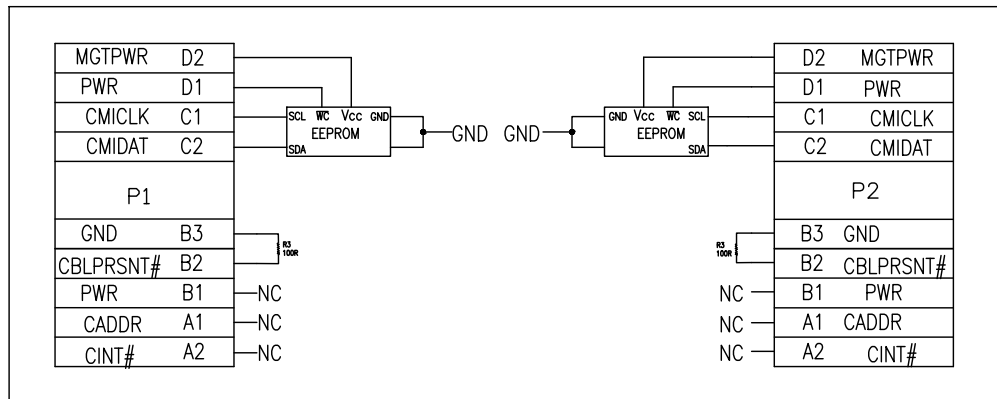 MGTPWR D2
PWR D1
CMICLK C1
CMIDAT C2
P1
GND B3
CBLPRSNT# B2
PWR B1
CADDR A1
CINT# A2
SCL WC Vcc GND
EEPROM
SDA
GND
R3
100R
NC
NC
NC
GND
GND Vcc WC SCL
EEPROM
SDA
R3
100R
NC
NC
NC
D2 MGTPWR
D1 PWR
C1 CMICLK
C2 CMIDAT
P2
B3 GND
B2 CBLPRSNT#
B1 PWR
A1 CADDR
A2 CINT#